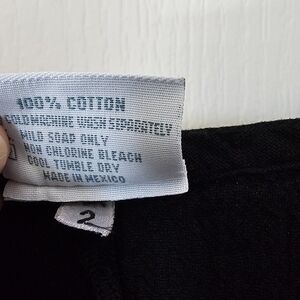 100% COTTON
COLD MACHINE WASH SEPARATELY
MILD SOAP ONLY
NON CHLORINE BLEACH
COOL TUMBLE DRY
MADE IN MEXICO
2